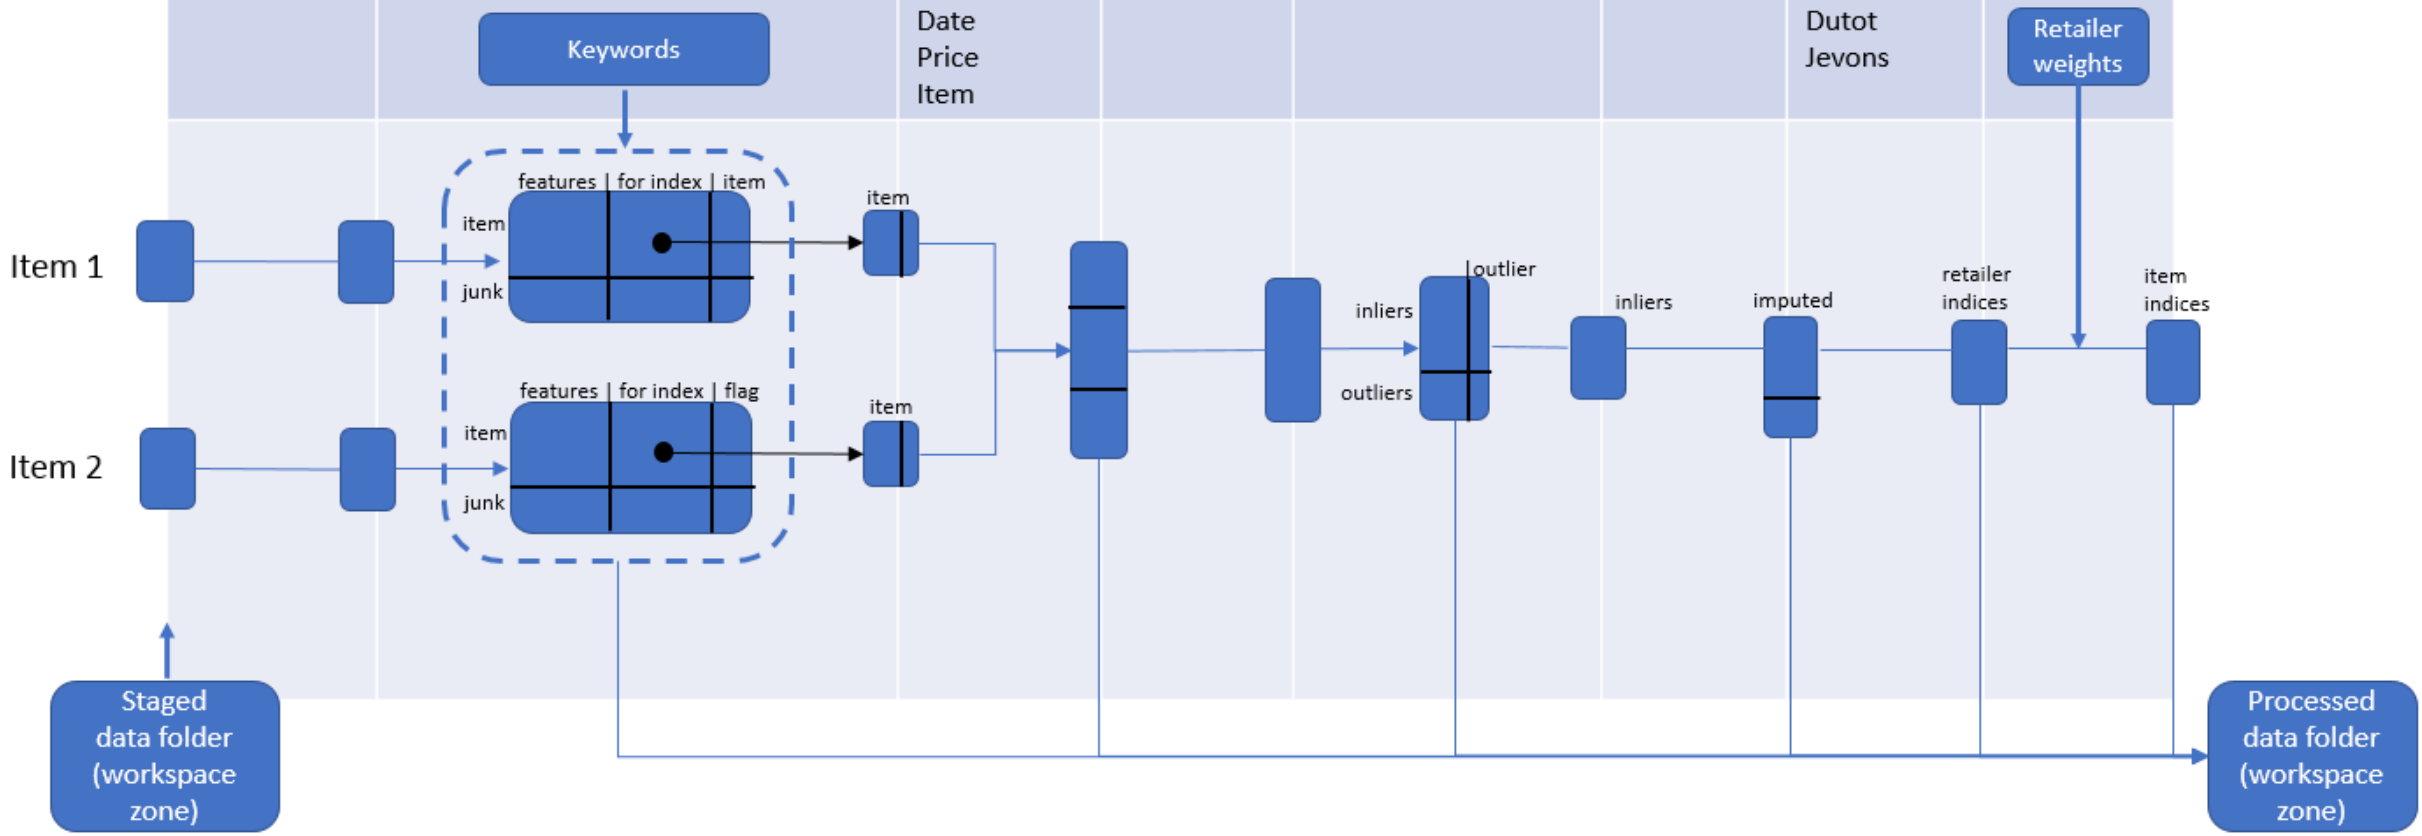 Keywords
Date
Price
Item
Dutot
Jevons
Retailer
weights
features | for index | item
item
junk
item
Item 1
features | for index | flag
item
junk
item
Item 2
inliers
outliers
|outlier
inliers
imputed
retailer
indices
item
indices
Staged
data folder
(workspace
zone)
Processed
data folder
(workspace
zone)